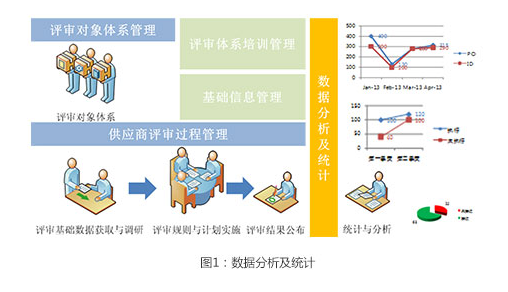 评审对象体系管理
评审对象体系
评审体系培训管理
基础信息管理
供应商评审过程管理
评审基础数据获取与调研
评审规则与计划实施
评审结果公布
数据分析及统计
500
400
300
200
100
0
400
300
100
Jan-13
Feb-13
Mar-13
Apr-13
PO
ID
150
100
50
0
100
120
40
100
第一季度
第二季度
统计与分析
图1：数据分析及统计